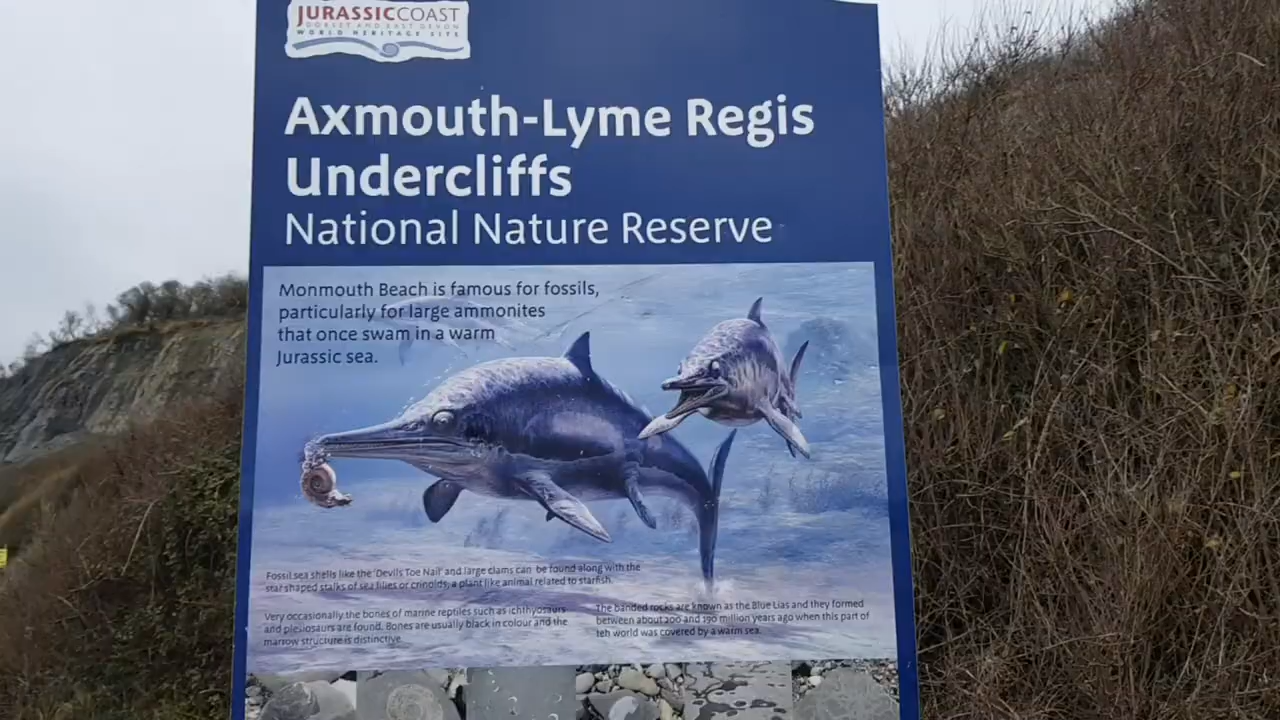 JURASSICCOAST
DORSET AND EAST DEVON
WORLD HERITAGE SITE
Axmouth-Lyme Regis
Undercliffs
National Nature Reserve
Monmouth Beach is famous for fossils,
particularly for large ammonites
that once swam in a warm
Jurassic sea.
Fossil sea shells like the 'Devils Toe Nail' and large clams can be found along with the
star shaped stalks of sea lilies or crinoids, a plant like animal related to starfish.
Very occasionally the bones of marine reptiles such as ichthyosaurs
and plesiosaurs are found. Bones are usually black in colour and the
marrow structure is distinctive.
The banded rocks are known as the Blue Lias and they formed
between about 200 and 190 million years ago when this part of
teh world was covered by a warm sea.